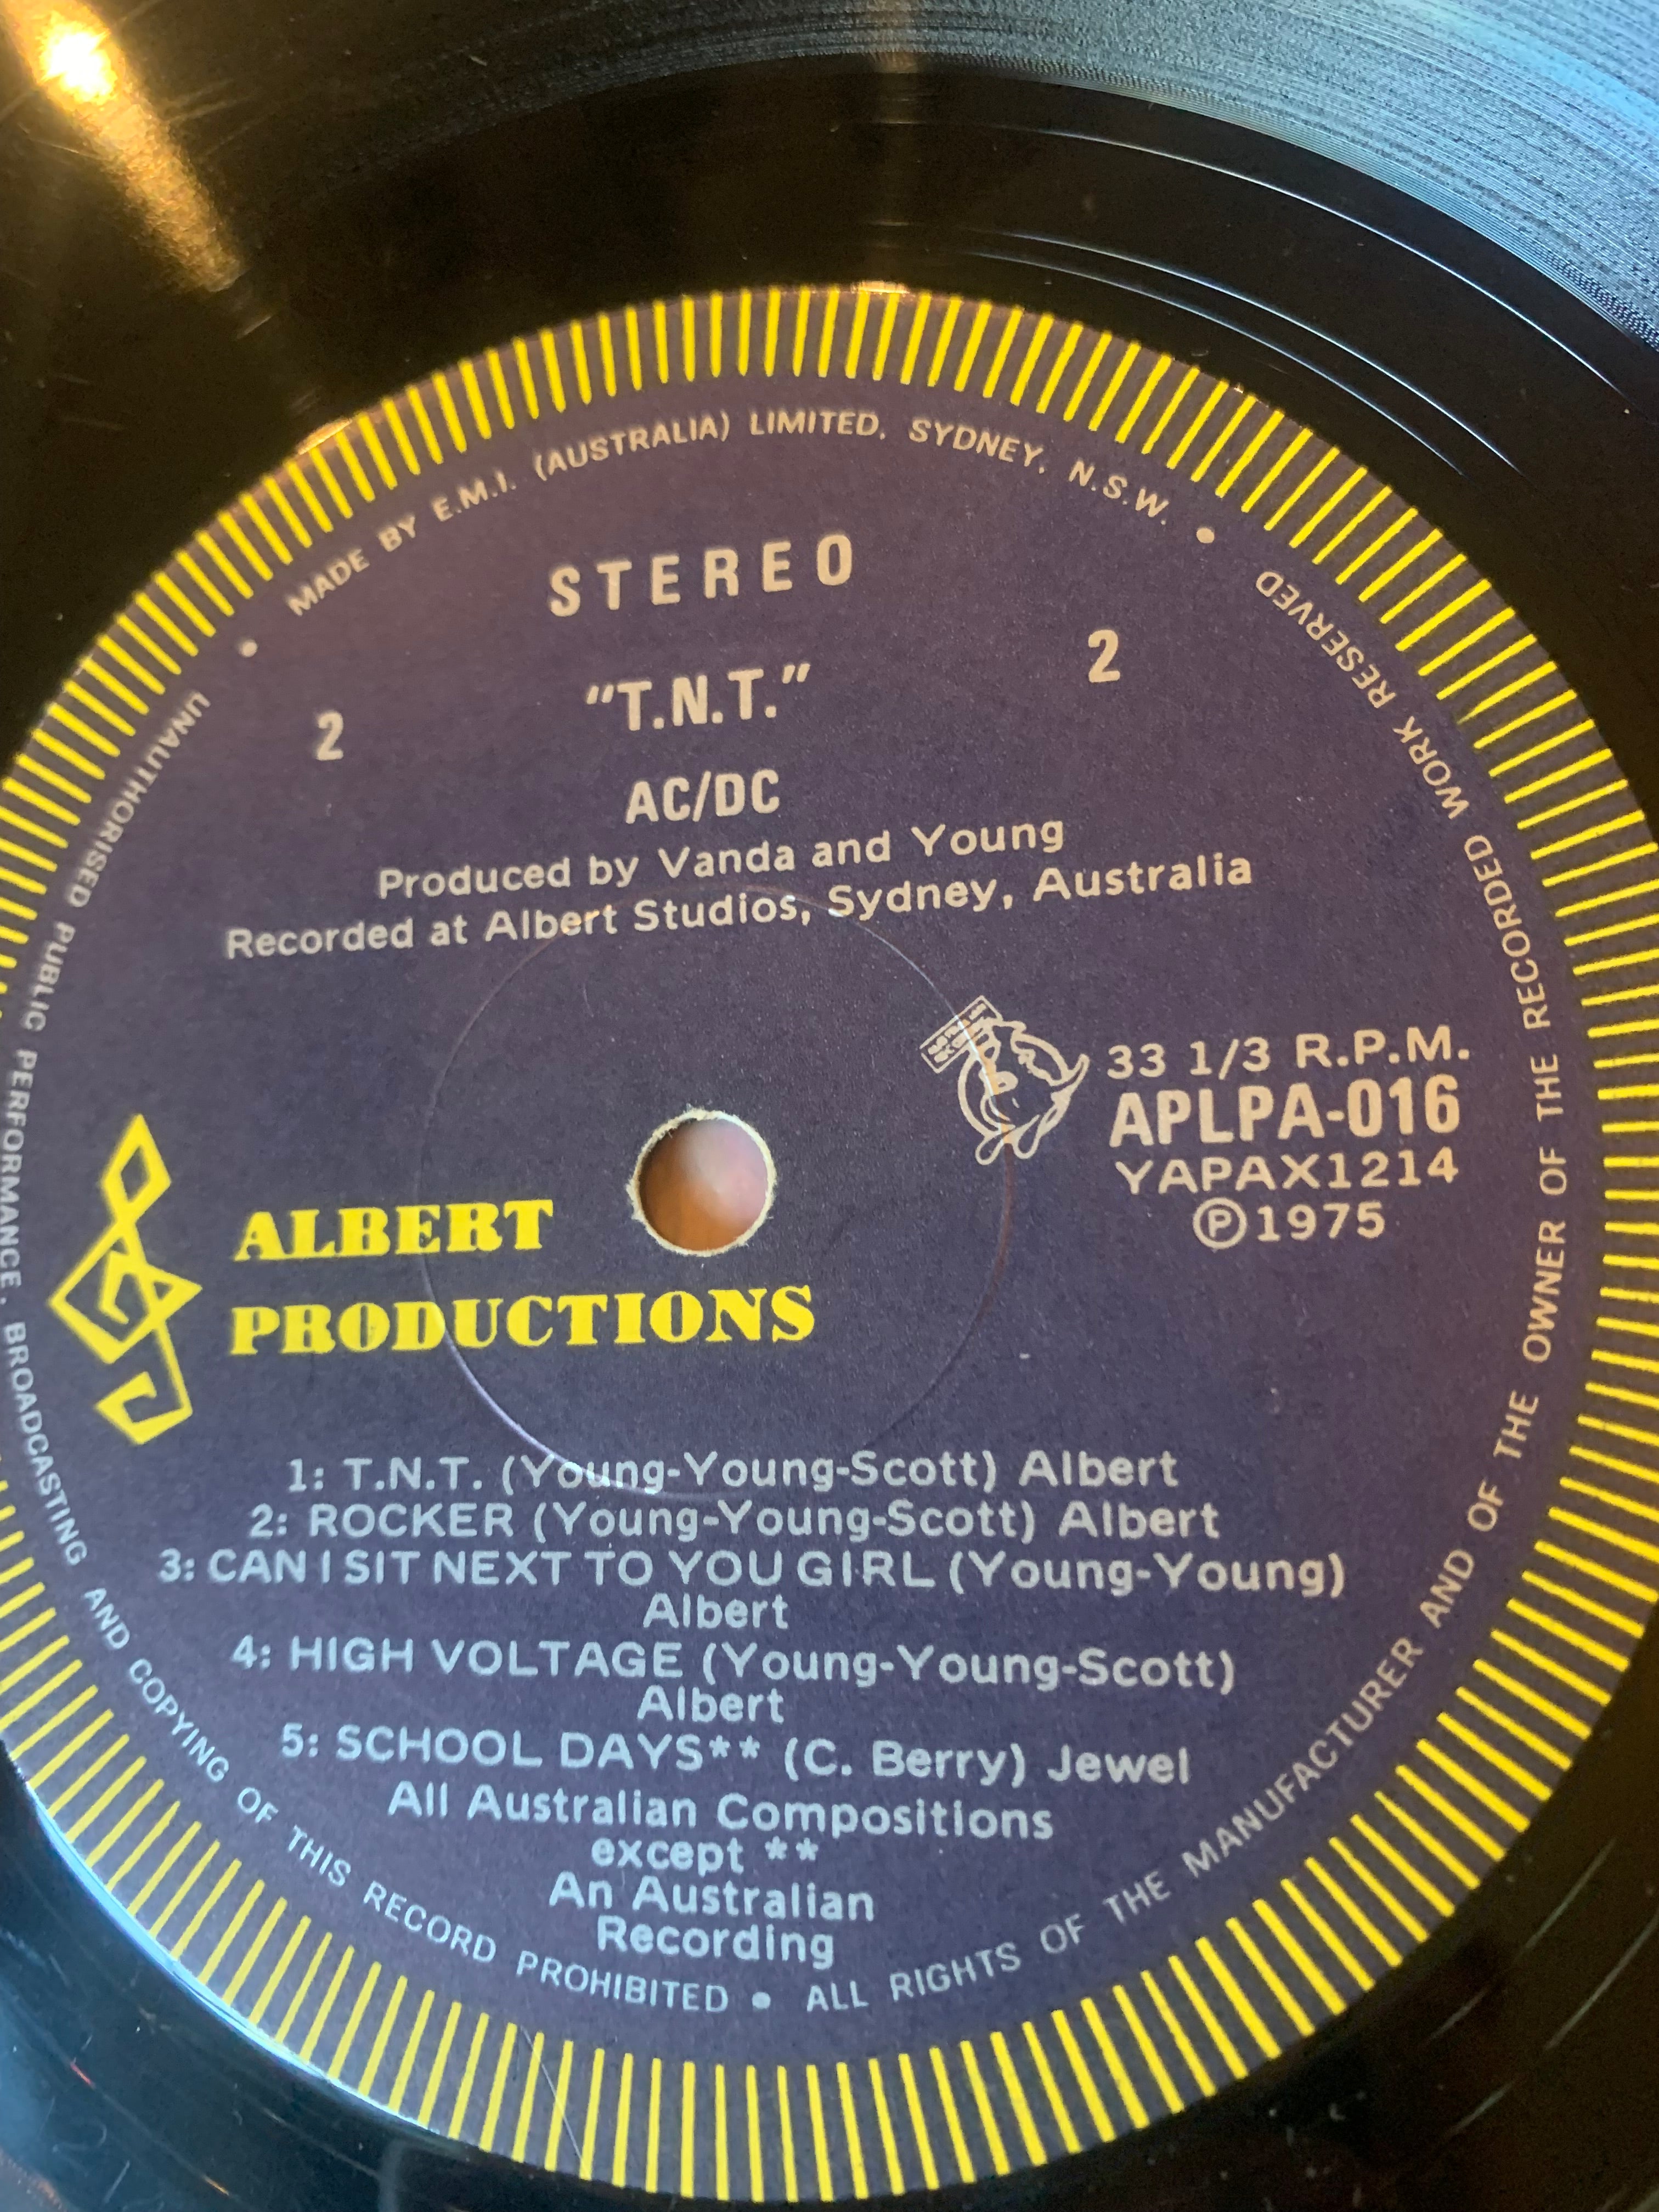 MADE BY E.M.I. (AUSTRALIA) LIMITED. SYDNEY, N.S.W. •
STEREO
2
2
"T.N.T."
AC/DC
Produced by Vanda and Young
Recorded at Albert Studios, Sydney, Australia
33 1/3 R.P.M.
APLPA-016
YAPAX1214
Ⓟ1975
ALBERT
PRODUCTIONS
1: T.N.T. (Young-Young-Scott) Albert
2: ROCKER (Young-Young-Scott) Albert
3: CAN I SIT NEXT TO YOU GIRL (Young-Young)
Albert
4: HIGH VOLTAGE (Young-Young-Scott)
Albert
5: SCHOOL DAYS** (C. Berry) Jewel
All Australian Compositions
except **
An Australian
Recording
• UNAUTHORISED PUBLIC PERFORMANCE, BROADCASTING AND COPYING OF THIS RECORD PROHIBITED • ALL RIGHTS OF THE MANUFACTURER AND OF THE OWNER OF THE RECORDED WORK RESERVED